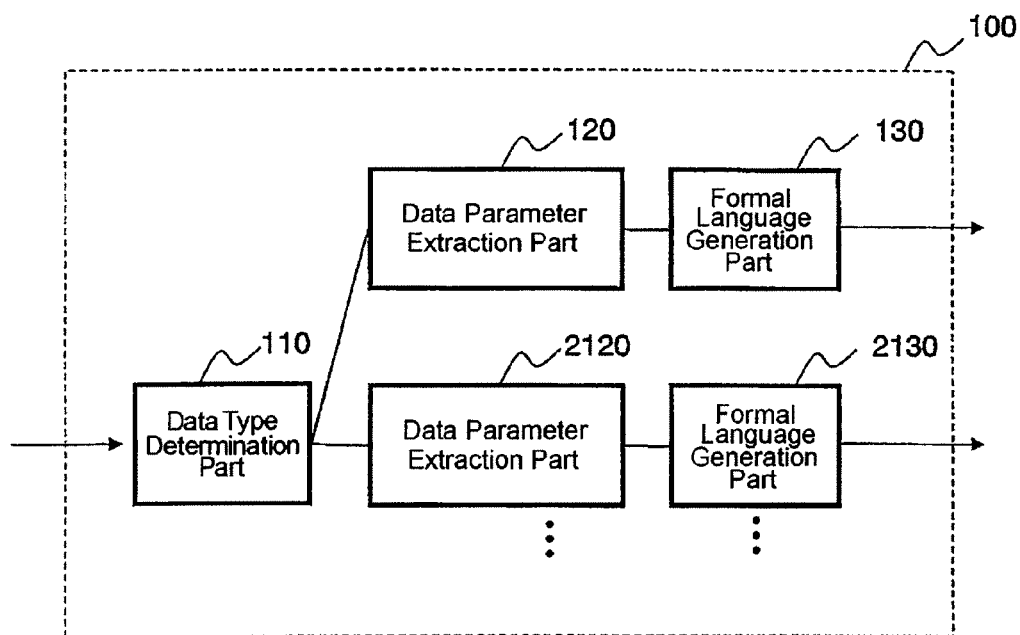 100
120
130
Data Parameter
Extraction Part
Formal
Language
Generation
Part
110
2120
2130
Data Type
Determination
Part
Data Parameter
Extraction Part
Formal
Language
Generation
Part